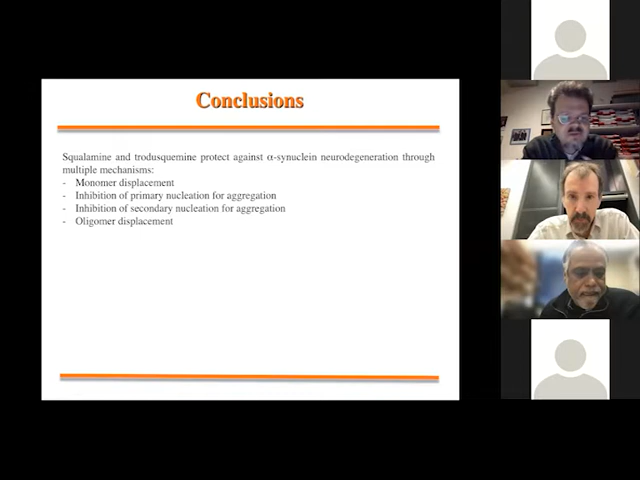 Conclusions
Squalamine and trodusquemine protect against α-synuclein neurodegeneration through
multiple mechanisms:
- Monomer displacement
- Inhibition of primary nucleation for aggregation
- Inhibition of secondary nucleation for aggregation
- Oligomer displacement